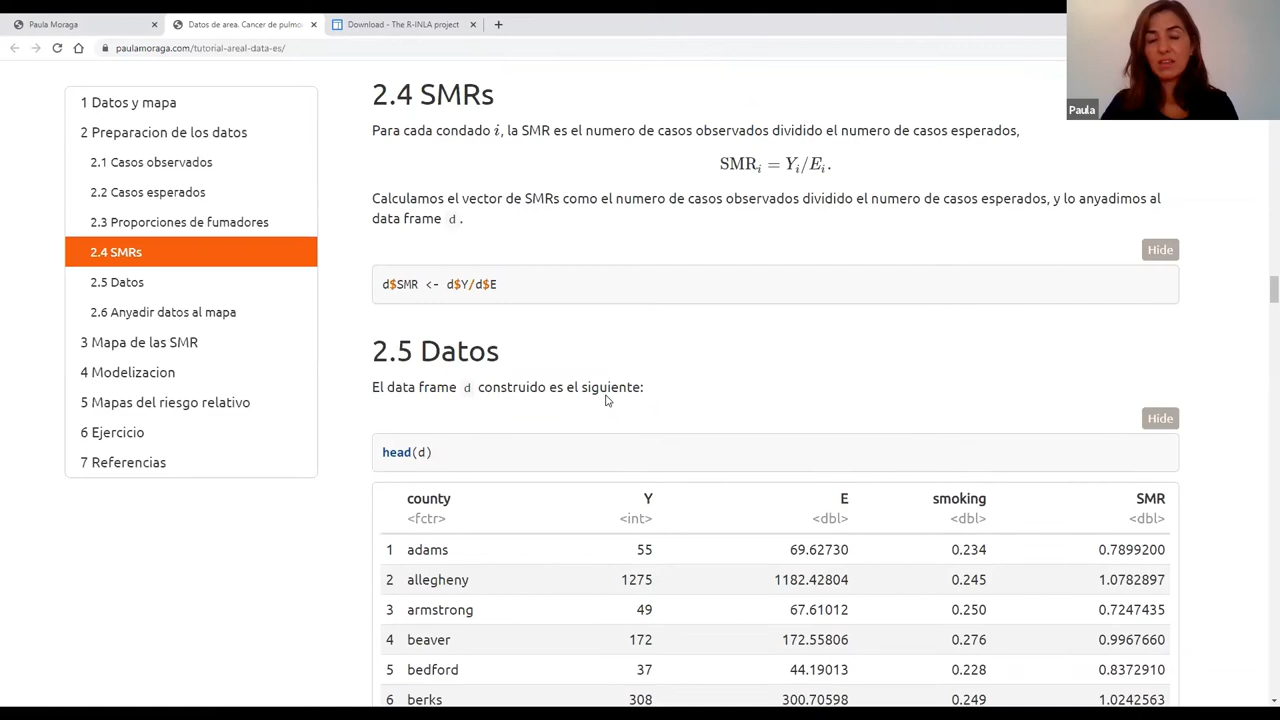 Paula Moraga
Datos de area. Cancer de pulmo
Download - The R-INLA project
paulamoraga.com/tutorial-areal-data-es/
Paula
1 Datos y mapa
2 Preparacion de los datos
2.1 Casos observados
2.2 Casos esperados
2.3 Proporciones de fumadores
2.4 SMRs
2.5 Datos
2.6 Anyadir datos al mapa
3 Mapa de las SMR
4 Modelizacion
5 Mapas del riesgo relativo
6 Ejercicio
7 Referencias
2.4 SMRs
Para cada condado i, la SMR es el numero de casos observados dividido el numero de casos esperados,
SMRᵢ = Yᵢ/Eᵢ.
Calculamos el vector de SMRs como el numero de casos observados dividido el numero de casos esperados, y lo anyadimos al
data frame d .
Hide
d$SMR <- d$Y/d$E
2.5 Datos
El data frame d construido es el siguiente:
Hide
head(d)
county Y E smoking SMR
<fctr> <int> <dbl> <dbl> <dbl>
1 adams 55 69.62730 0.234 0.7899200
2 allegheny 1275 1182.42804 0.245 1.0782897
3 armstrong 49 67.61012 0.250 0.7247435
4 beaver 172 172.55806 0.276 0.9967660
5 bedford 37 44.19013 0.228 0.8372910
6 berks 308 300.70598 0.249 1.0242563